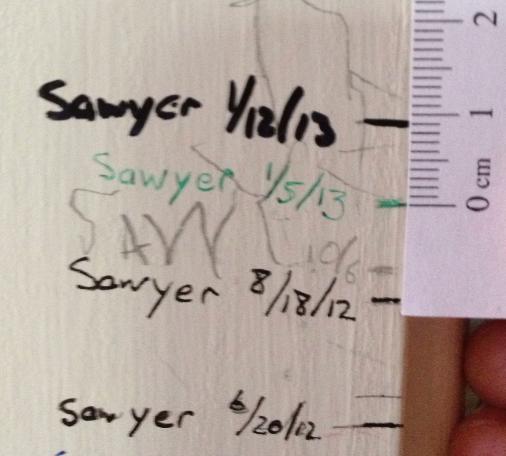 2
Sawyer 1/12/13
1
Sawyer 1/5/13
0 cm
SAW 10/6
Sawyer 8/18/12
Sawyer 6/20/12